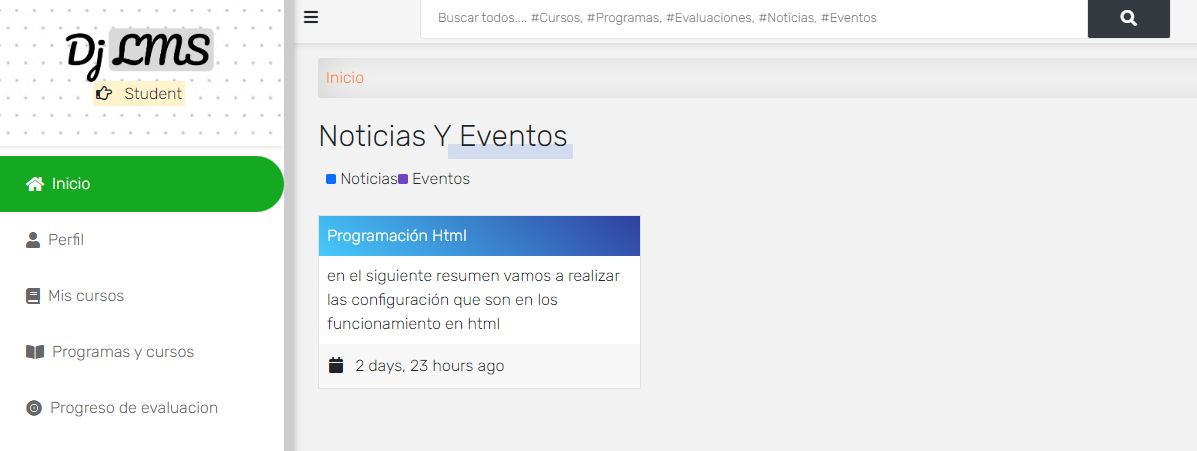 Dj LMS
Student
Inicio
Perfil
Mis cursos
Programas y cursos
Progreso de evaluacion
Buscar todos.... #Cursos, #Programas, #Evaluaciones, #Noticias, #Eventos
Inicio
Noticias Y Eventos
Noticias Eventos
Programación Html
en el siguiente resumen vamos a realizar
las configuración que son en los
funcionamiento en html
2 days, 23 hours ago